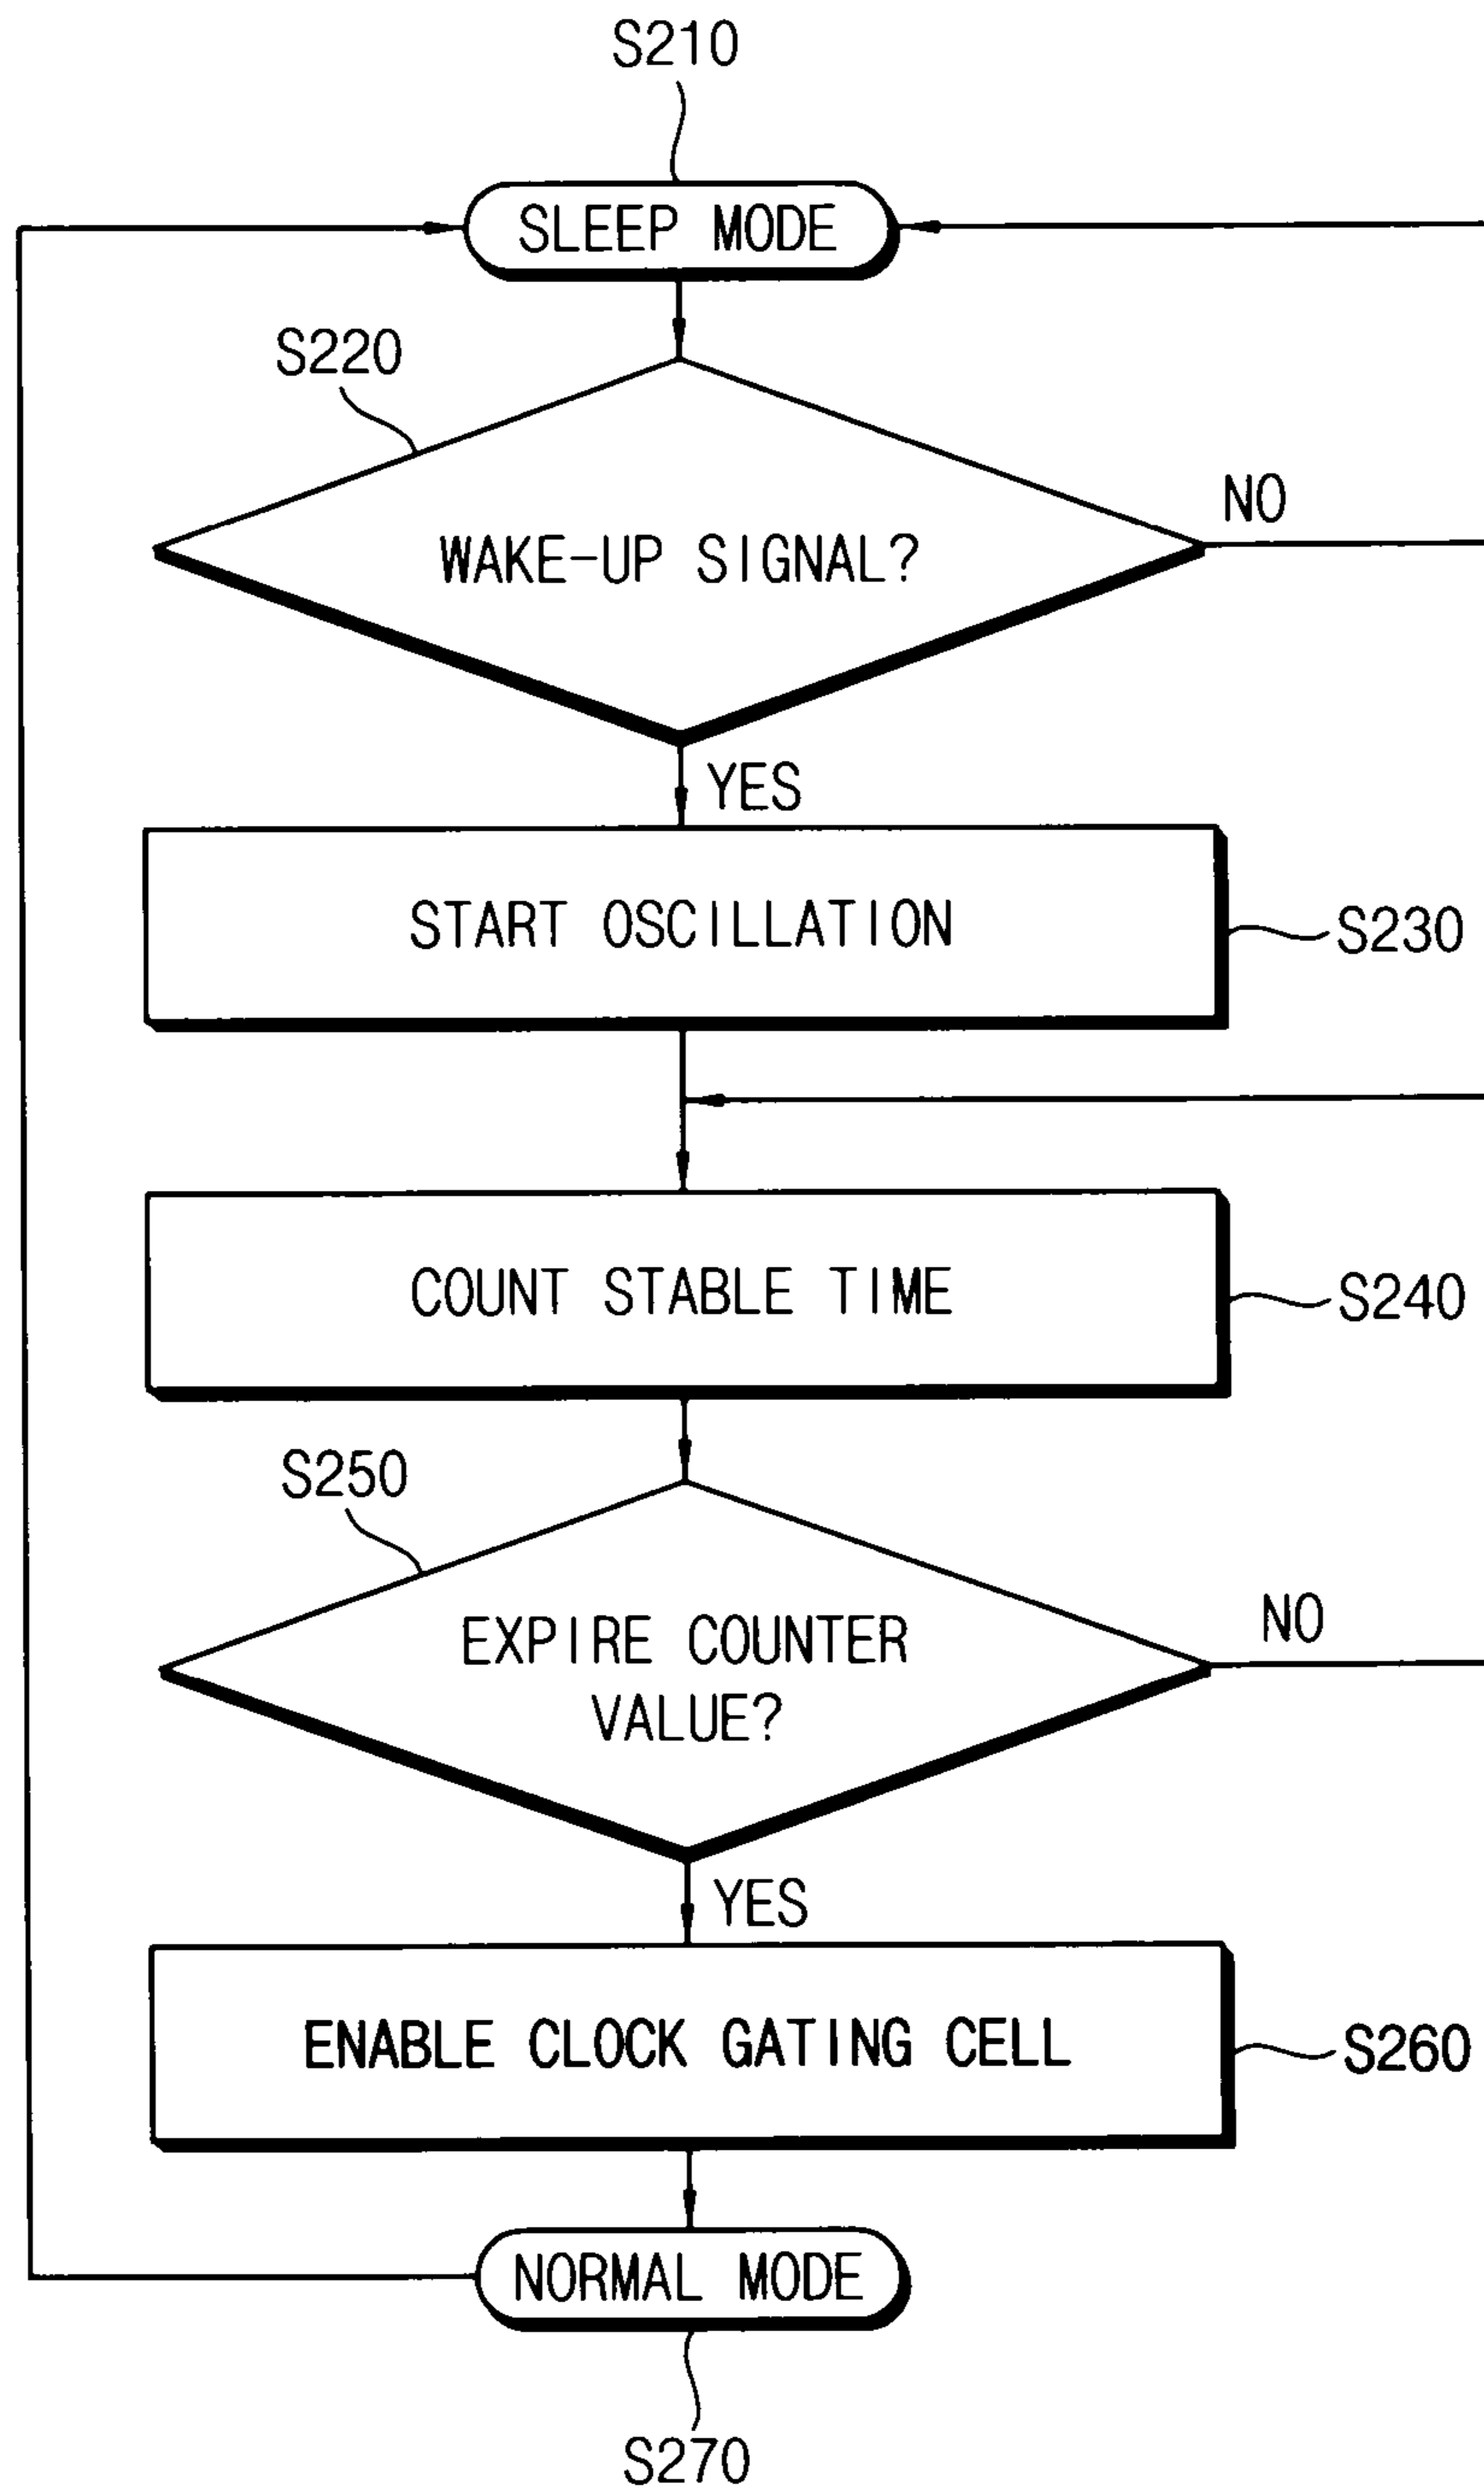 S210
SLEEP MODE
S220
NO
WAKE-UP SIGNAL?
YES
START OSCILLATION
S230
COUNT STABLE TIME
S240
S250
NO
EXPIRE COUNTER
VALUE?
YES
ENABLE CLOCK GATING CELL
S260
NORMAL MODE
S270